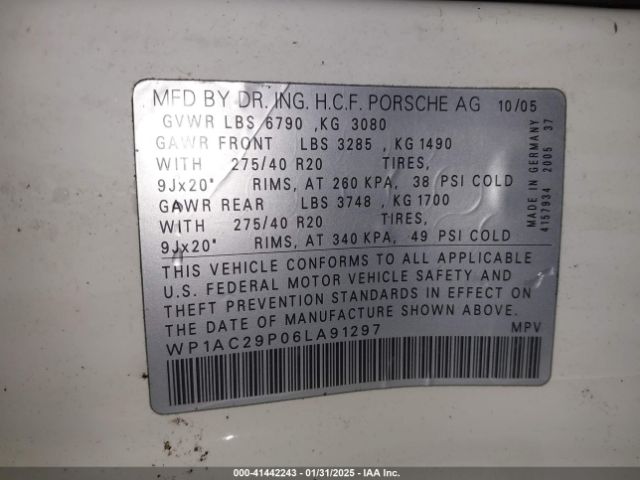 MFD BY DR. ING. H.C.F. PORSCHE AG 10/05
GVWR LBS 6790 ,KG 3080
GAWR FRONT LBS 3285 ,KG 1490
WITH 275/40 R20 TIRES,
9Jx20" RIMS, AT 260 KPA, 38 PSI COLD
GAWR REAR LBS 3748 ,KG 1700
WITH 275/40 R20 TIRES,
9Jx20" RIMS, AT 340 KPA, 49 PSI COLD
THIS VEHICLE CONFORMS TO ALL APPLICABLE
U.S. FEDERAL MOTOR VEHICLE SAFETY AND
THEFT PREVENTION STANDARDS IN EFFECT ON
THE DATE OF MANUFACTURE SHOWN ABOVE.
WP1AC29P06LA91297 MPV
MADE IN GERMANY
4157934 2005 37
000-41442243 - 01/31/2025 - IAA Inc.